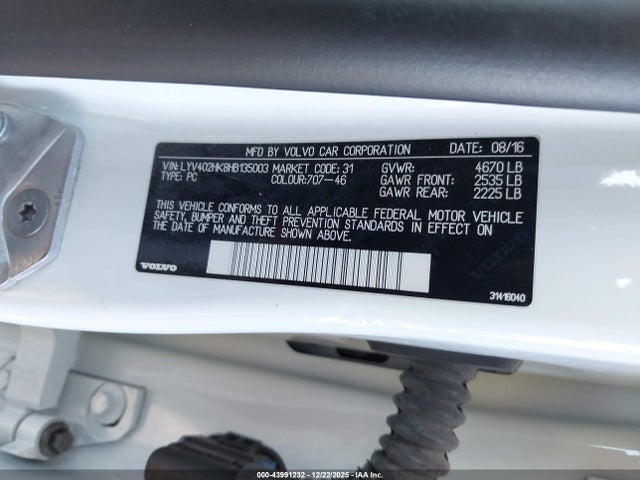 MFD BY VOLVO CAR CORPORATION DATE: 08/16
VIN:LYV402HK8HB135003 MARKET CODE: 31 GVWR: 4670 LB
TYPE: PC COLOUR:707-46 GAWR FRONT: 2535 LB
GAWR REAR: 2225 LB
THIS VEHICLE CONFORMS TO ALL APPLICABLE FEDERAL MOTOR VEHICLE
SAFETY, BUMPER AND THEFT PREVENTION STANDARDS IN EFFECT ON
THE DATE OF MANUFACTURE SHOWN ABOVE.
VOLVO
31416040
000-43991232 - 12/22/2025 - COPYRIGHT IAA, LLC